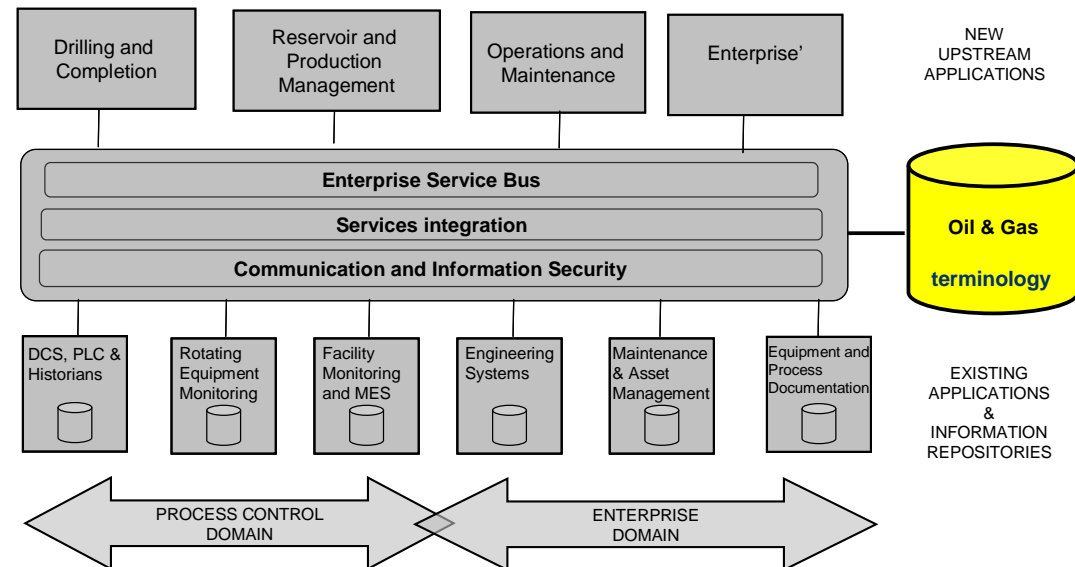 Drilling and
Completion
Reservoir and
Production
Management
Operations and
Maintenance
Enterprise’
NEW
UPSTREAM
APPLICATIONS
Enterprise Service Bus
Services integration
Communication and Information Security
Oil & Gas
terminology
DCS, PLC &
Historians
Rotating
Equipment
Monitoring
Facility
Monitoring
and MES
Engineering
Systems
Maintenance
& Asset
Management
Equipment and
Process
Documentation
EXISTING
APPLICATIONS
&
INFORMATION
REPOSITORIES
PROCESS CONTROL
DOMAIN
ENTERPRISE
DOMAIN